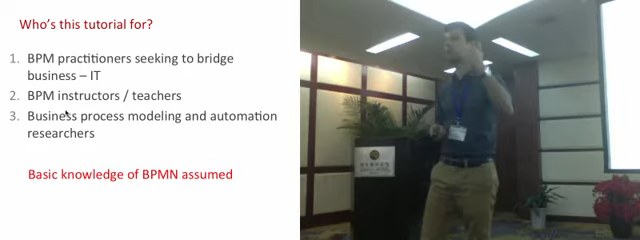 Who's this tutorial for?
1. BPM practitioners seeking to bridge
business – IT
2. BPM instructors / teachers
3. Business process modeling and automation
researchers
Basic knowledge of BPMN assumed